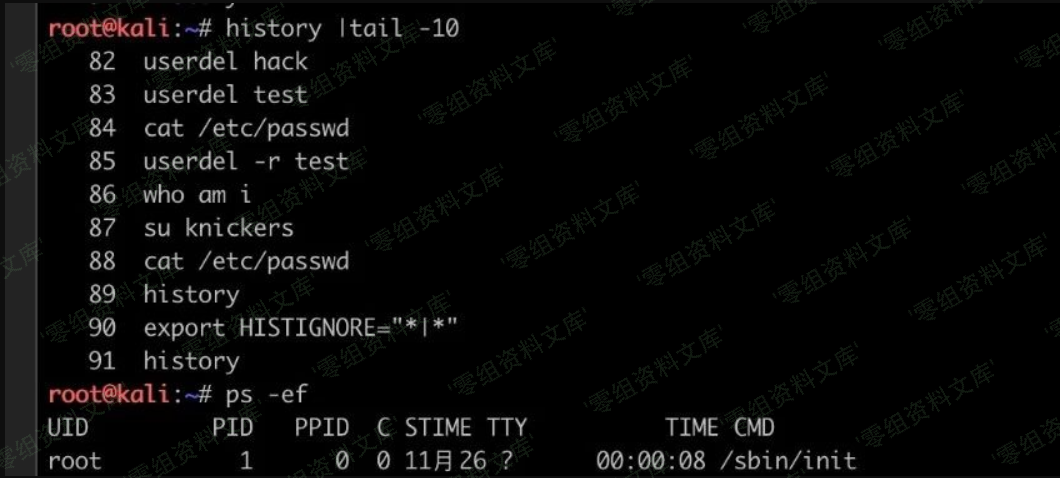 root@kali:~# history |tail -10
82 userdel hack
83 userdel test
84 cat /etc/passwd
85 userdel -r test
86 who am i
87 su knickers
88 cat /etc/passwd
89 history
90 export HISTIGNORE="*|*"
91 history
root@kali:~# ps -ef
UID PID PPID C STIME TTY TIME CMD
root 1 0 0 11月26 ? 00:00:08 /sbin/init
'零组资料文库'